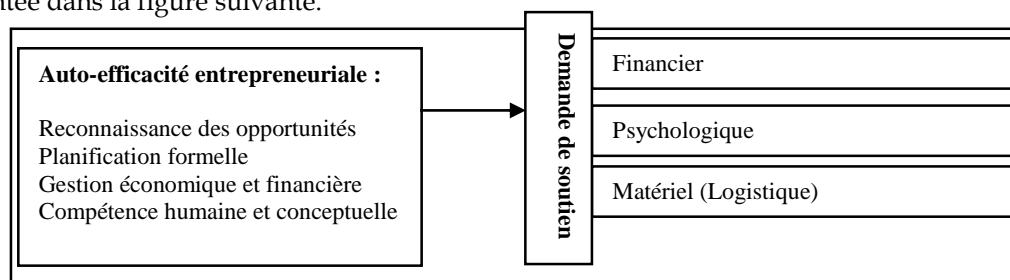 dans la figure suivante.
Auto-efficacité entrepreneuriale :
Reconnaissance des opportunités
Planification formelle
Gestion économique et financière
Compétence humaine et conceptuelle
Demande de soutien
Financier
Psychologique
Matériel (Logistique)